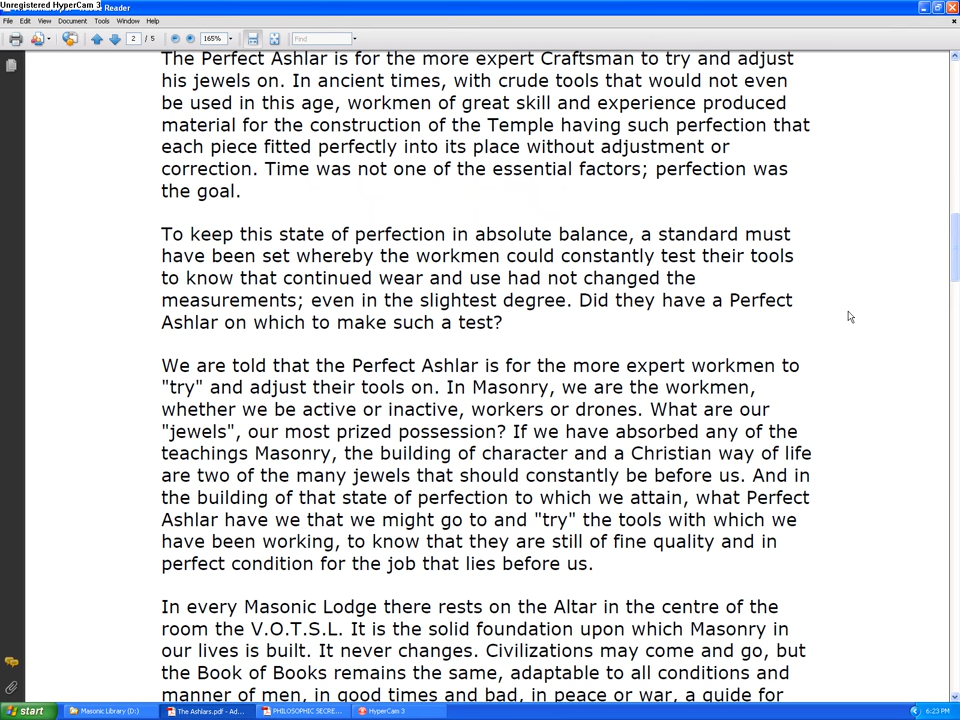 Unregistered HyperCam 3
Reader
File Edit View Document Tools Window Help
2 / 5 165% Find
The Perfect Ashlar is for the more expert Craftsman to try and adjust
his jewels on. In ancient times, with crude tools that would not even
be used in this age, workmen of great skill and experience produced
material for the construction of the Temple having such perfection that
each piece fitted perfectly into its place without adjustment or
correction. Time was not one of the essential factors; perfection was
the goal.
To keep this state of perfection in absolute balance, a standard must
have been set whereby the workmen could constantly test their tools
to know that continued wear and use had not changed the
measurements; even in the slightest degree. Did they have a Perfect
Ashlar on which to make such a test?
We are told that the Perfect Ashlar is for the more expert workmen to
"try" and adjust their tools on. In Masonry, we are the workmen,
whether we be active or inactive, workers or drones. What are our
"jewels", our most prized possession? If we have absorbed any of the
teachings Masonry, the building of character and a Christian way of life
are two of the many jewels that should constantly be before us. And in
the building of that state of perfection to which we attain, what Perfect
Ashlar have we that we might go to and "try" the tools with which we
have been working, to know that they are still of fine quality and in
perfect condition for the job that lies before us.
In every Masonic Lodge there rests on the Altar in the centre of the
room the V.O.T.S.L. It is the solid foundation upon which Masonry in
our lives is built. It never changes. Civilizations may come and go, but
the Book of Books remains the same, adaptable to all conditions and
manner of men, in good times and bad, in peace or war, a guide for
start Masonic Library (D:) The Ashlars.pdf - Ad... PHILOSOPHIC SECRE... HyperCam 3 6:23 PM